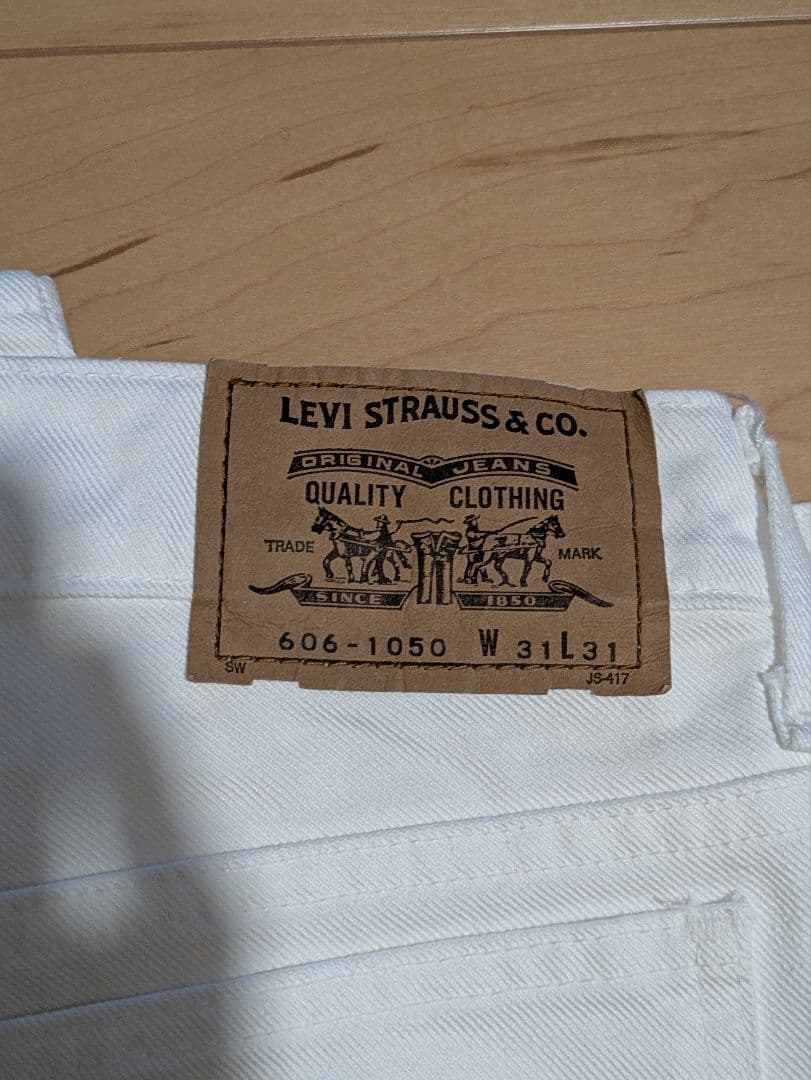 LEVI STRAUSS & CO.
ORIGINAL JEANS
QUALITY CLOTHING
TRADE MARK
SINCE 1850
606-1050 W 31 L 31
SW JS-417